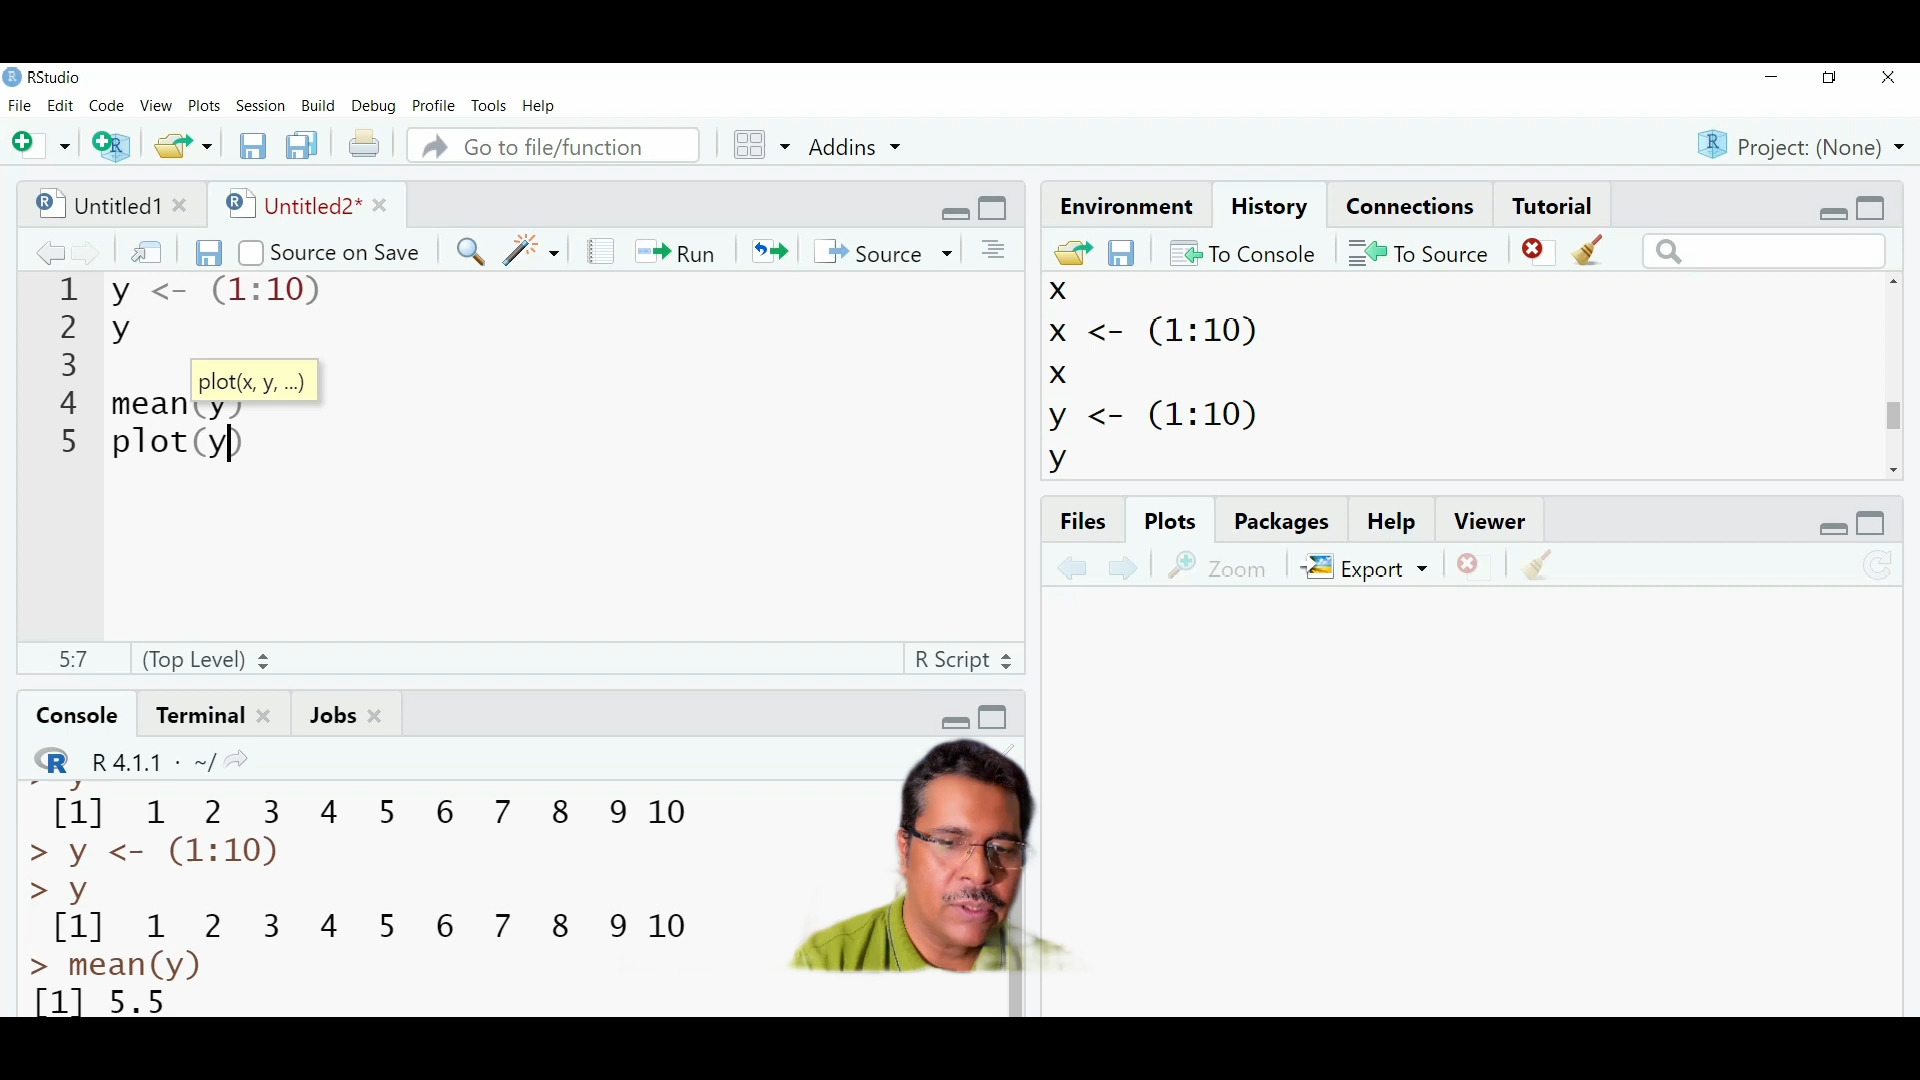 RStudio
File Edit Code View Plots Session Build Debug Profile Tools Help
Go to file/function Addins Project: (None)
Untitled1 Untitled2*
Source on Save Run Source
1 y <- (1:10)
2 y
3
plot(x, y, ...)
4 mean(y)
5 plot(y)
5:7 (Top Level) R Script
Console Terminal Jobs
R 4.1.1 · ~/
> y
[1] 1 2 3 4 5 6 7 8 9 10
> y <- (1:10)
> y
[1] 1 2 3 4 5 6 7 8 9 10
> mean(y)
[1] 5.5
Environment History Connections Tutorial
To Console To Source
x
x <- (1:10)
x
y <- (1:10)
y
Files Plots Packages Help Viewer
Zoom Export